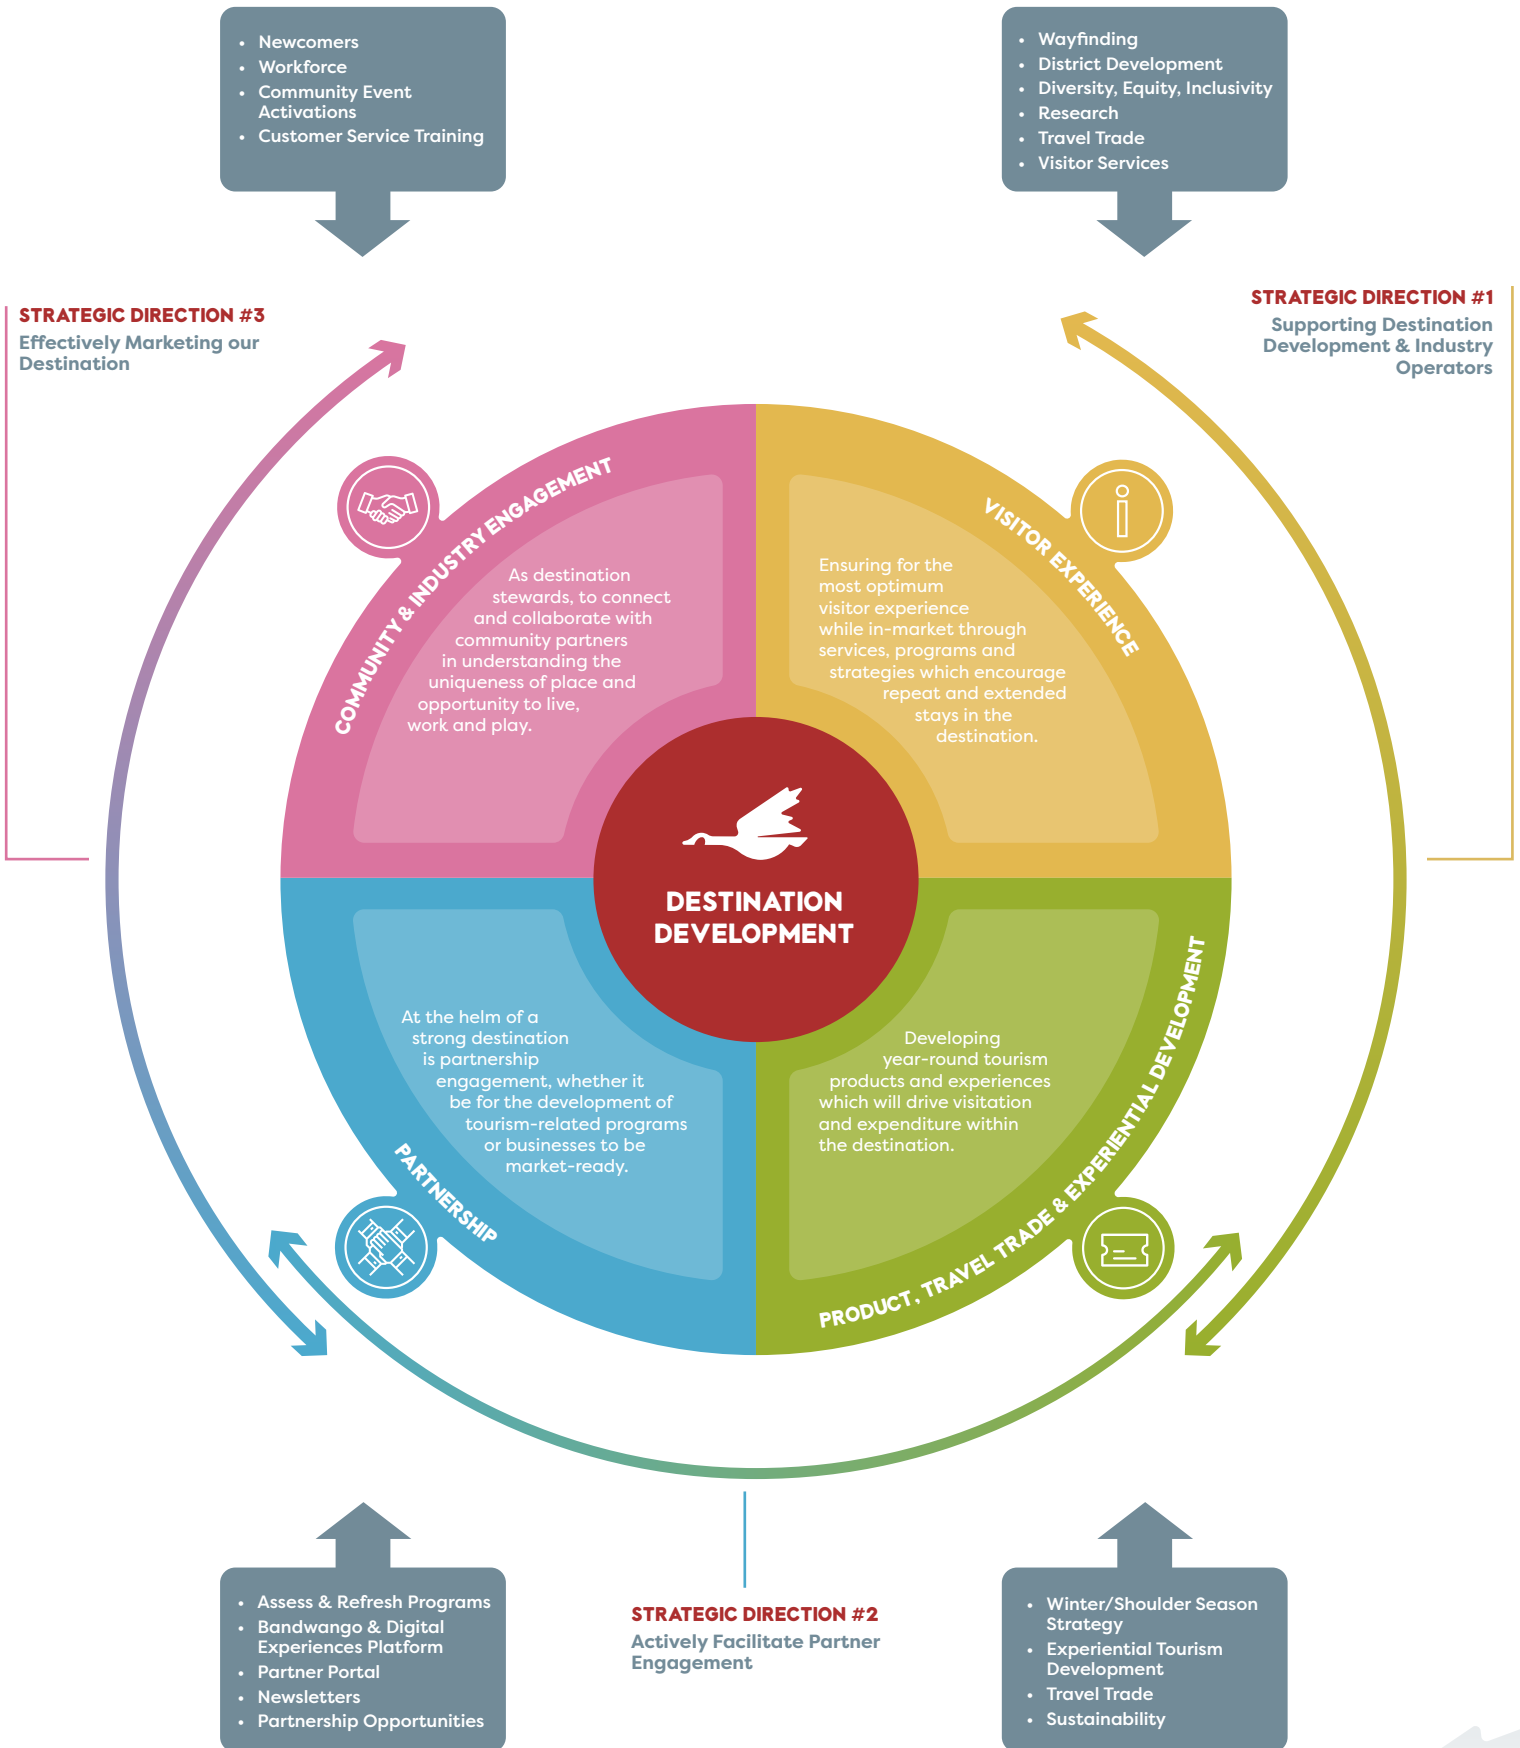 • Newcomers
• Workforce
• Community Event
Activations
• Customer Service Training
• Wayfinding
• District Development
• Diversity, Equity, Inclusivity
• Research
• Travel Trade
• Visitor Services
STRATEGIC DIRECTION #3
Effectively Marketing our
Destination
STRATEGIC DIRECTION #1
Supporting Destination
Development & Industry
Operators
COMMUNITY & INDUSTRY ENGAGEMENT
As destination
stewards, to connect
and collaborate with
community partners
in understanding the
uniqueness of place and
opportunity to live,
work and play.
VISITOR EXPERIENCE
Ensuring for the
most optimum
visitor experience
while in-market through
services, programs and
strategies which encourage
repeat and extended
stays in the
destination.
DESTINATION
DEVELOPMENT
At the helm of a
strong destination
is partnership
engagement, whether it
be for the development of
tourism-related programs
or businesses to be
market-ready.
PARTNERSHIP
Developing
year-round tourism
products and experiences
which will drive visitation
and expenditure within
the destination.
PRODUCT, TRAVEL TRADE & EXPERIENTIAL DEVELOPMENT
• Assess & Refresh Programs
• Bandwango & Digital
Experiences Platform
• Partner Portal
• Newsletters
• Partnership Opportunities
STRATEGIC DIRECTION #2
Actively Facilitate Partner
Engagement
• Winter/Shoulder Season
Strategy
• Experiential Tourism
Development
• Travel Trade
• Sustainability